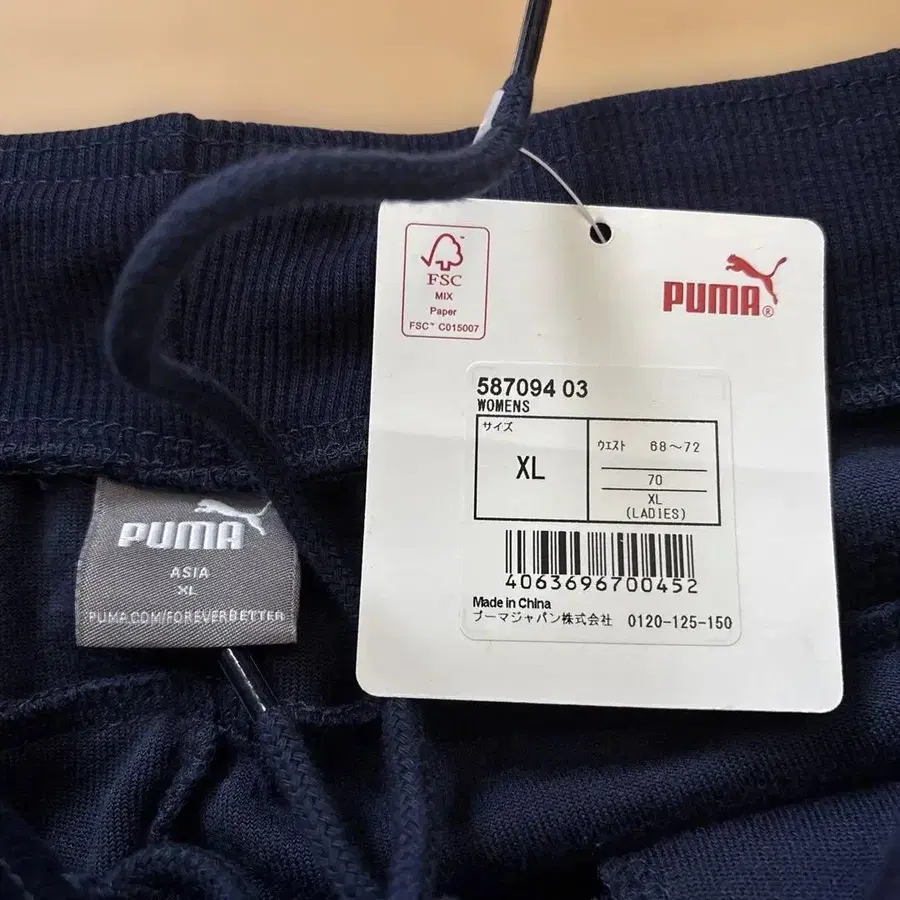 FSC
MIX
Paper
FSC™ C015007
PUMA®
587094 03
WOMENS
サイズ
XL
ウエスト 68～72
70
XL
(LADIES)
4063696700452
Made in China
プーマジャパン株式会社 0120-125-150
PUMA
ASIA
XL
PUMA.COM/FOREVERBETTER